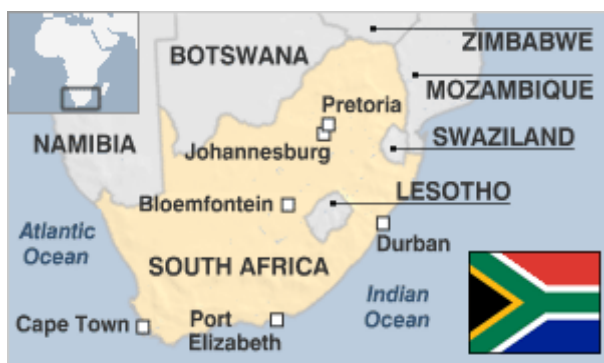 ZIMBABWE
BOTSWANA
MOZAMBIQUE
Pretoria
NAMIBIA
SWAZILAND
Johannesburg
LESOTHO
Bloemfontein
Atlantic
Ocean
Durban
SOUTH AFRICA
Indian
Ocean
Cape Town
Port
Elizabeth